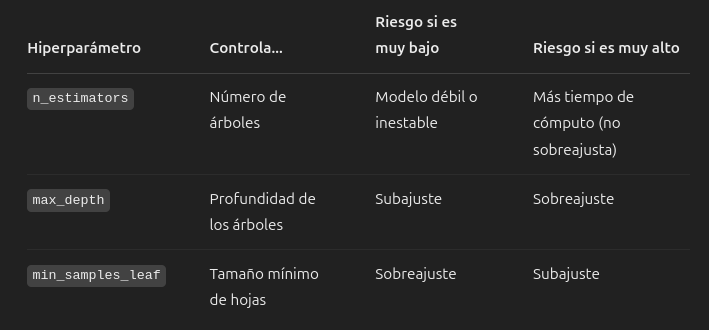 Hiperparámetro Controla... Riesgo si es muy bajo Riesgo si es muy alto
n_estimators Número de árboles Modelo débil o inestable Más tiempo de cómputo (no sobreajusta)
max_depth Profundidad de los árboles Subajuste Sobreajuste
min_samples_leaf Tamaño mínimo de hojas Sobreajuste Subajuste